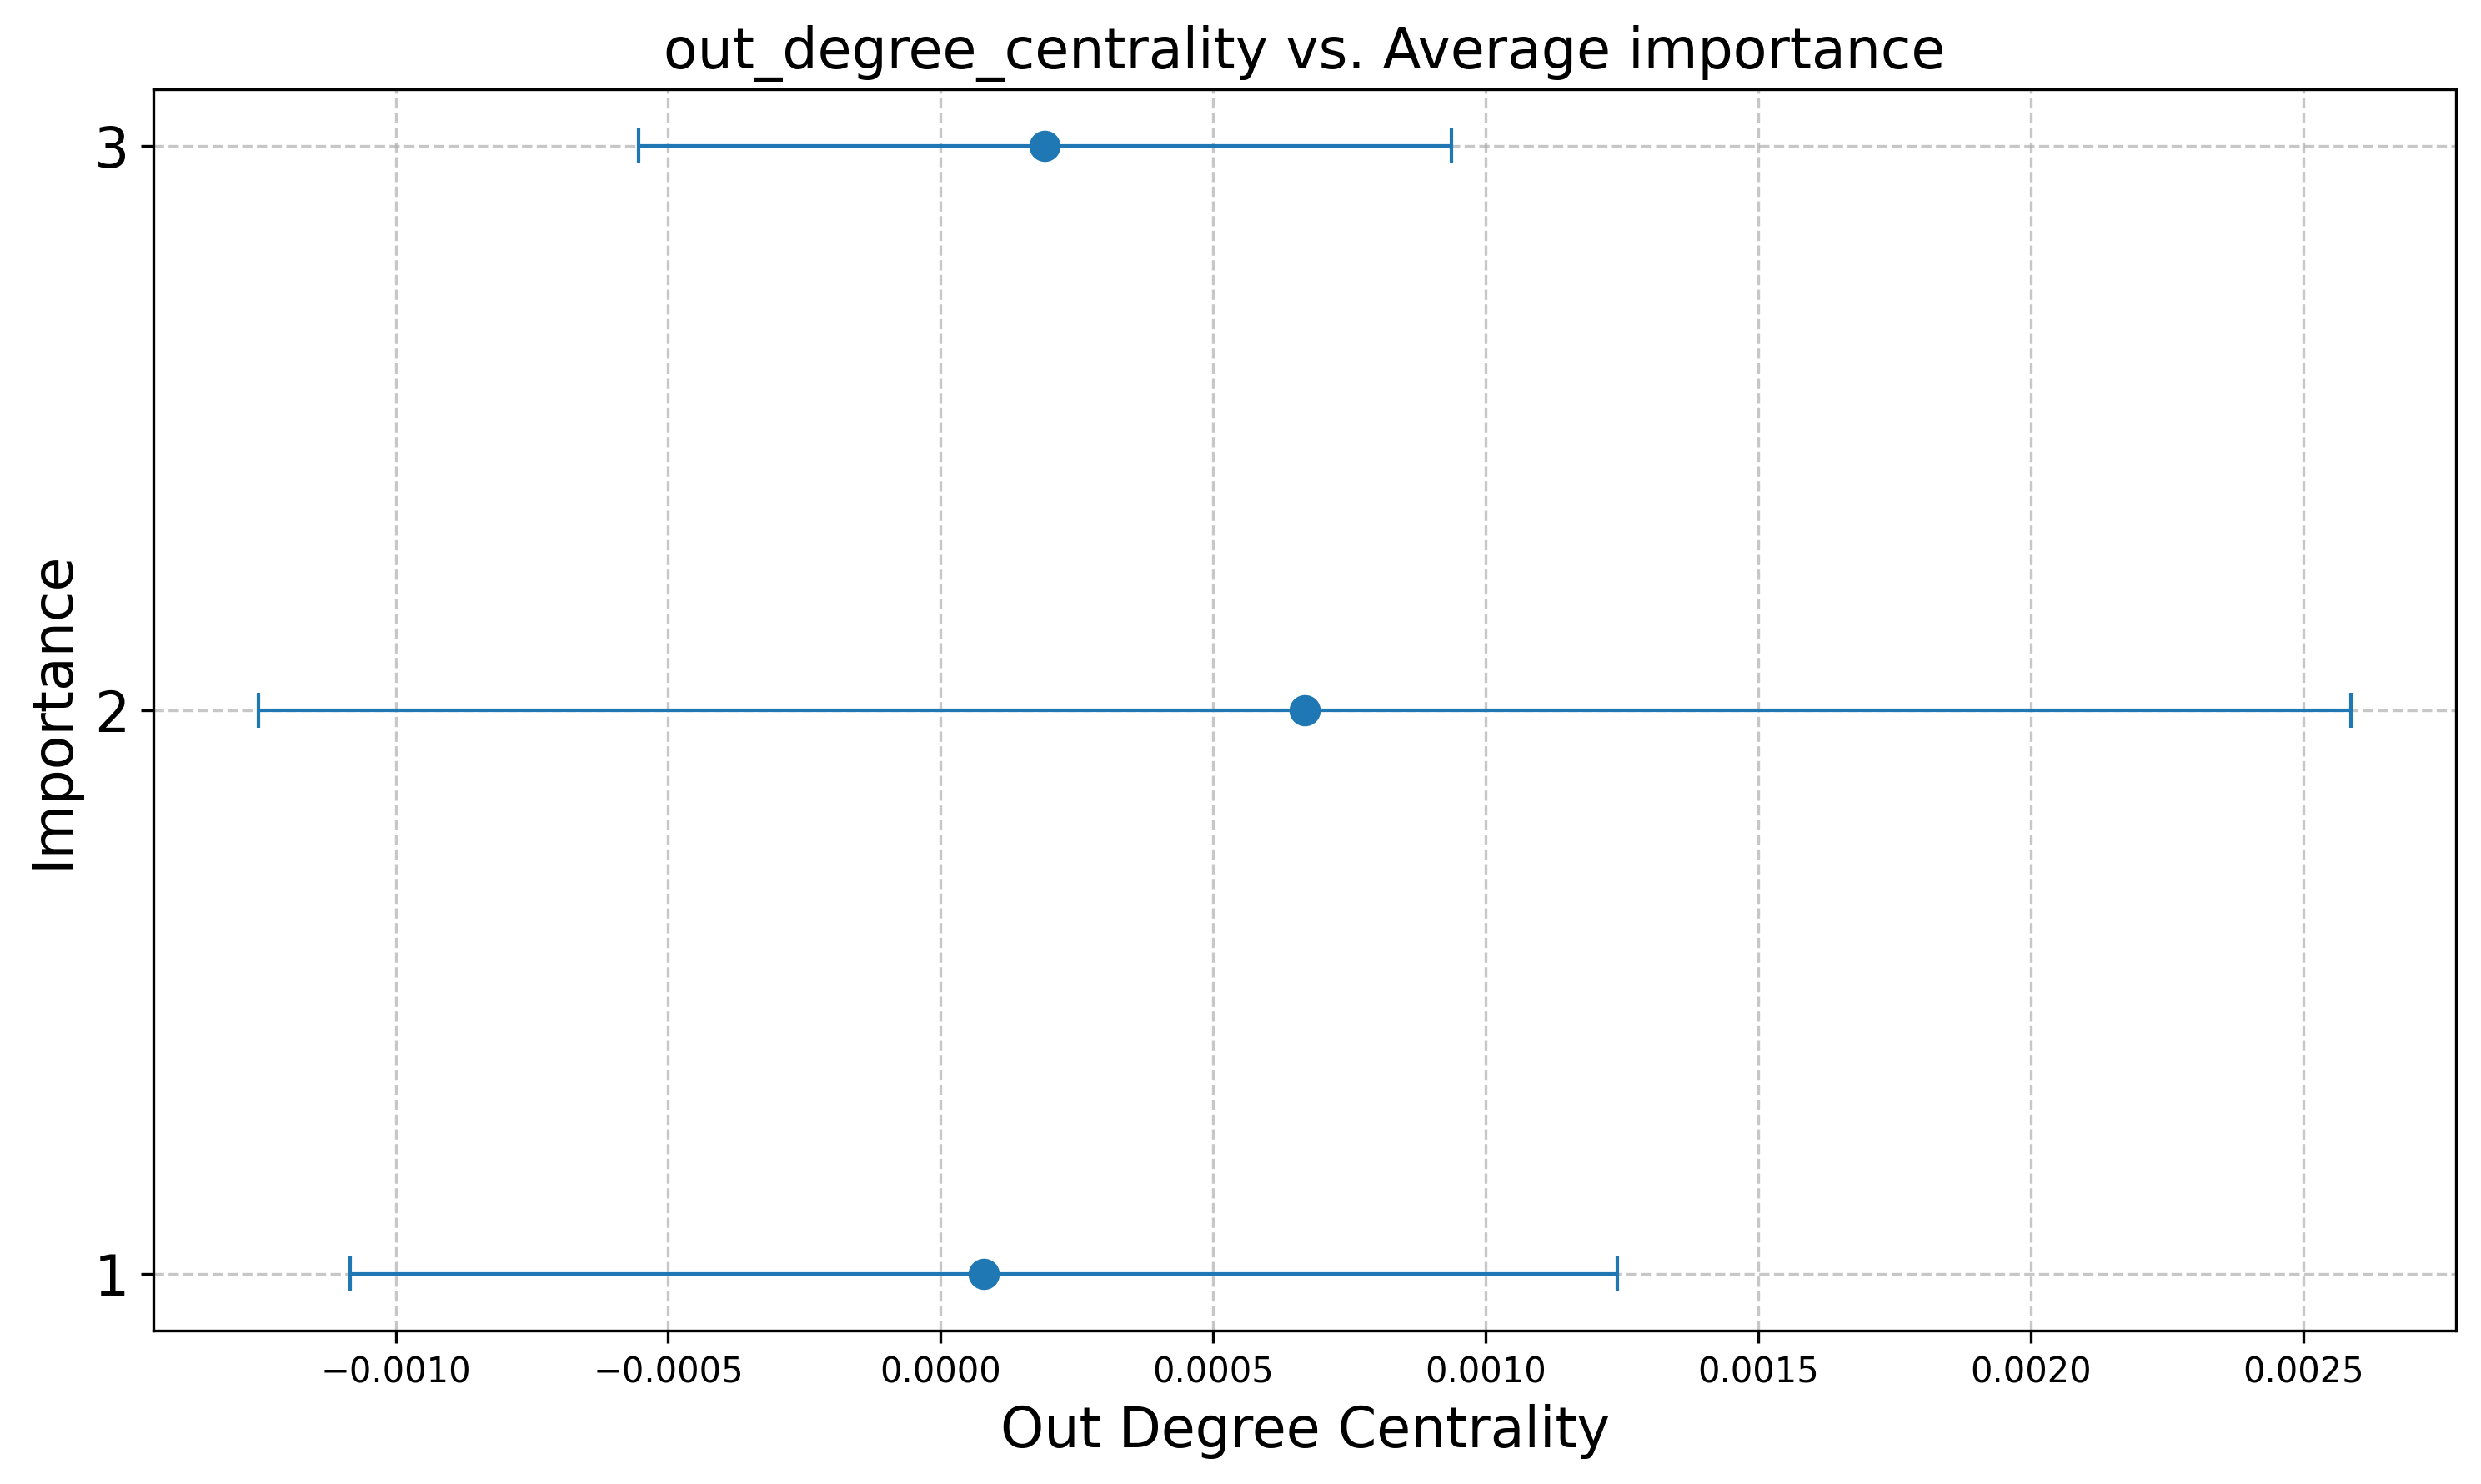 out_degree_centrality vs. Average importance
3
2
1
Importance
−0.0010 −0.0005 0.0000 0.0005 0.0010 0.0015 0.0020 0.0025
Out Degree Centrality